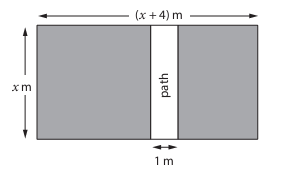 (x + 4) m
x m
path
1 m